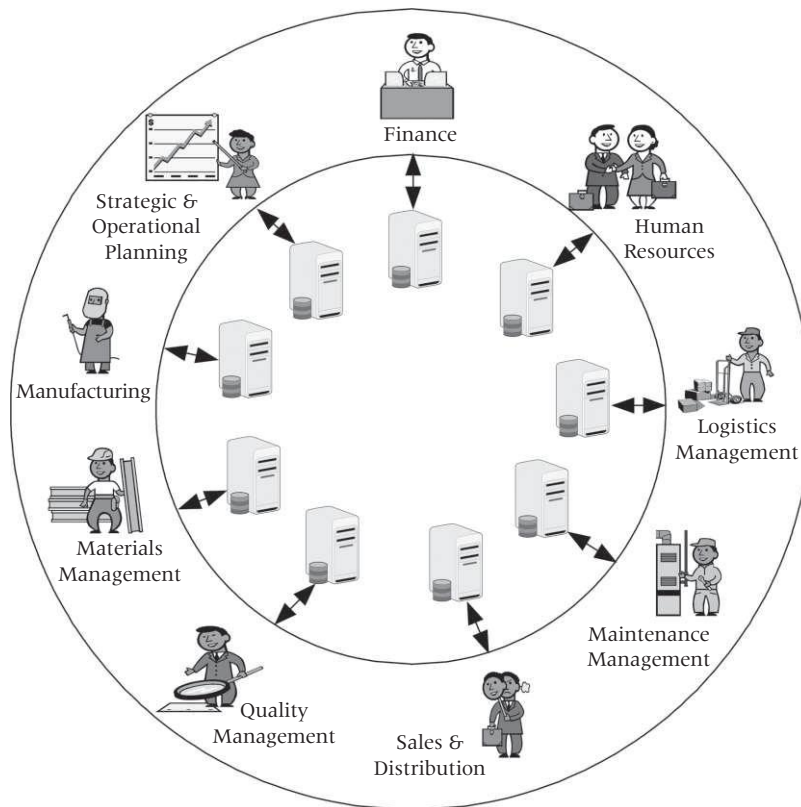 Finance
Human
Resources
Logistics
Management
Maintenance
Management
Sales &
Distribution
Quality
Management
Materials
Management
Manufacturing
Strategic &
Operational
Planning
$